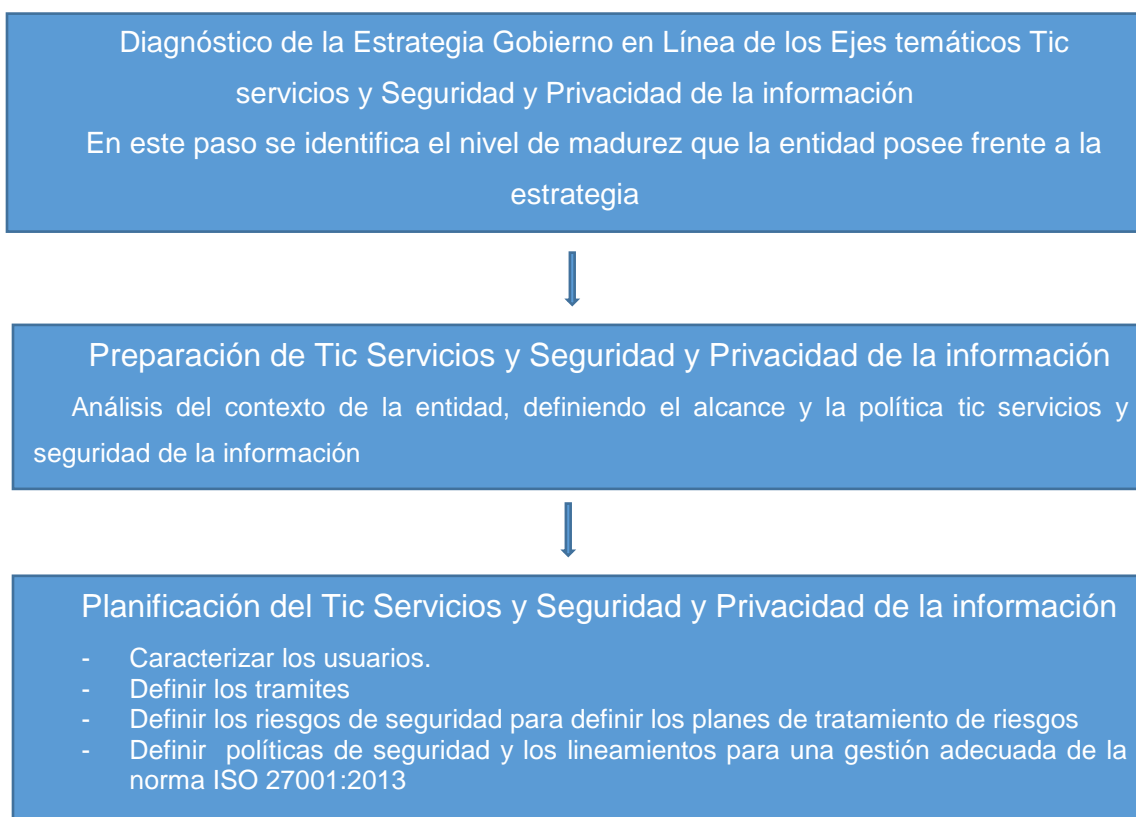 Diagnóstico de la Estrategia Gobierno en Línea de los Ejes temáticos Tic
servicios y Seguridad y Privacidad de la información
En este paso se identifica el nivel de madurez que la entidad posee frente a la
estrategia
Preparación de Tic Servicios y Seguridad y Privacidad de la información
Análisis del contexto de la entidad, definiendo el alcance y la política tic servicios y
seguridad de la información
Planificación del Tic Servicios y Seguridad y Privacidad de la información
- Caracterizar los usuarios.
- Definir los tramites
- Definir los riesgos de seguridad para definir los planes de tratamiento de riesgos
- Definir políticas de seguridad y los lineamientos para una gestión adecuada de la
norma ISO 27001:2013